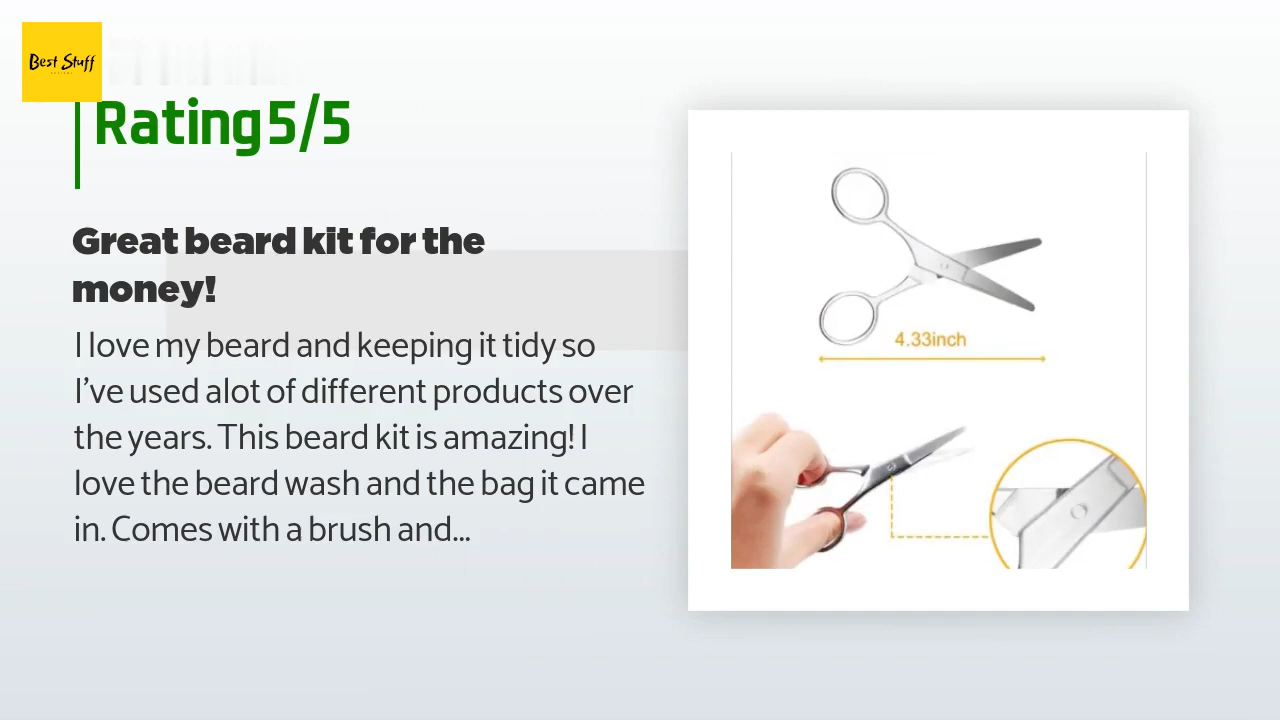 Best Stuff
Rating 5/5
Great beard kit for the
money!
I love my beard and keeping it tidy so
I've used alot of different products over
the years. This beard kit is amazing! I
love the beard wash and the bag it came
in. Comes with a brush and...
4.33inch